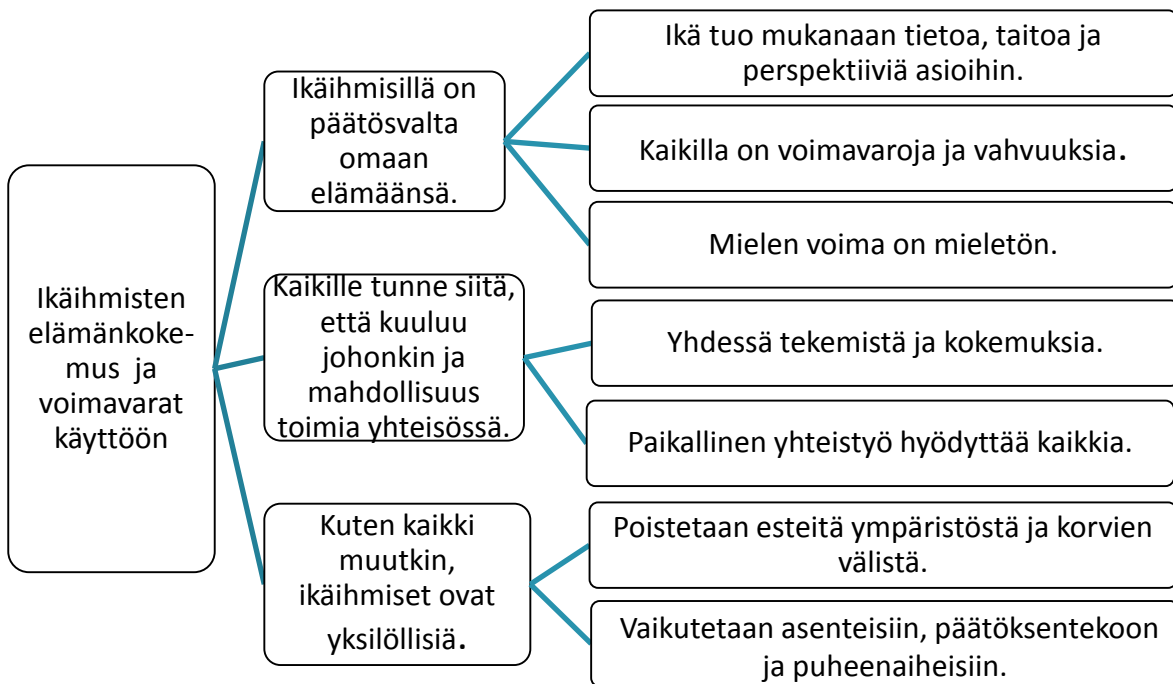 Ikäihmisten
elämänkoke-
mus ja
voimavarat
käyttöön
Ikäihmisillä on
päätösvalta
omaan
elämäänsä.
Ikä tuo mukanaan tietoa, taitoa ja
perspektiiviä asioihin.
Kaikilla on voimavaroja ja vahvuuksia.
Mielen voima on mieletön.
Kaikille tunne siitä,
että kuuluu
johonkin ja
mahdollisuus
toimia yhteisössä.
Yhdessä tekemistä ja kokemuksia.
Paikallinen yhteistyö hyödyttää kaikkia.
Kuten kaikki
muutkin,
ikäihmiset ovat
yksilöllisiä.
Poistetaan esteitä ympäristöstä ja korvien
välistä.
Vaikutetaan asenteisiin, päätöksentekoon
ja puheenaiheisiin.